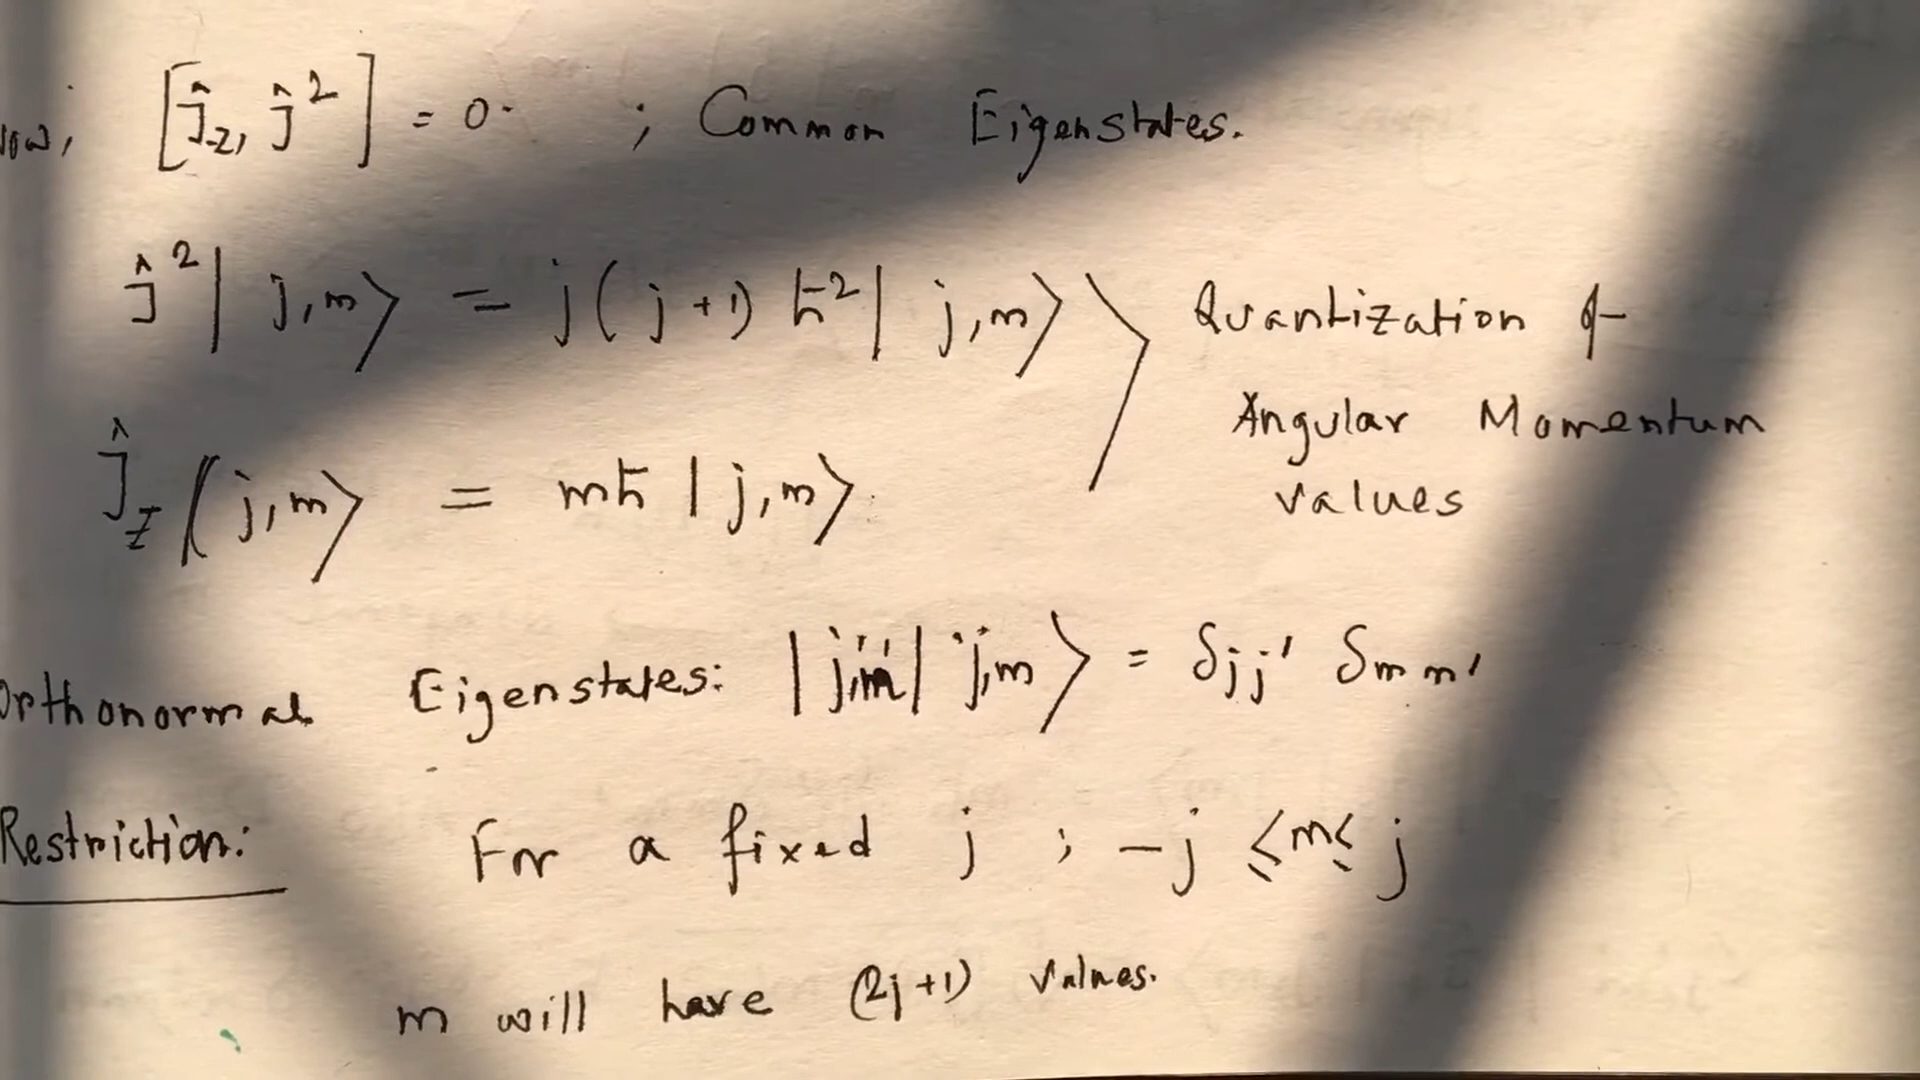 now; [Ĵz, Ĵ²] = 0. ; Common Eigenstates.
Ĵ² | j,m⟩ = j(j+1) ħ² | j,m⟩ Quantization of
Angular Momentum
values
Ĵz |j,m⟩ = mħ | j,m⟩.
Orthonormal Eigenstates: | j',m' | j,m ⟩ = δjj' δmm'
Restriction: For a fixed j ; -j ≤ m ≤ j
m will have (2j+1) values.